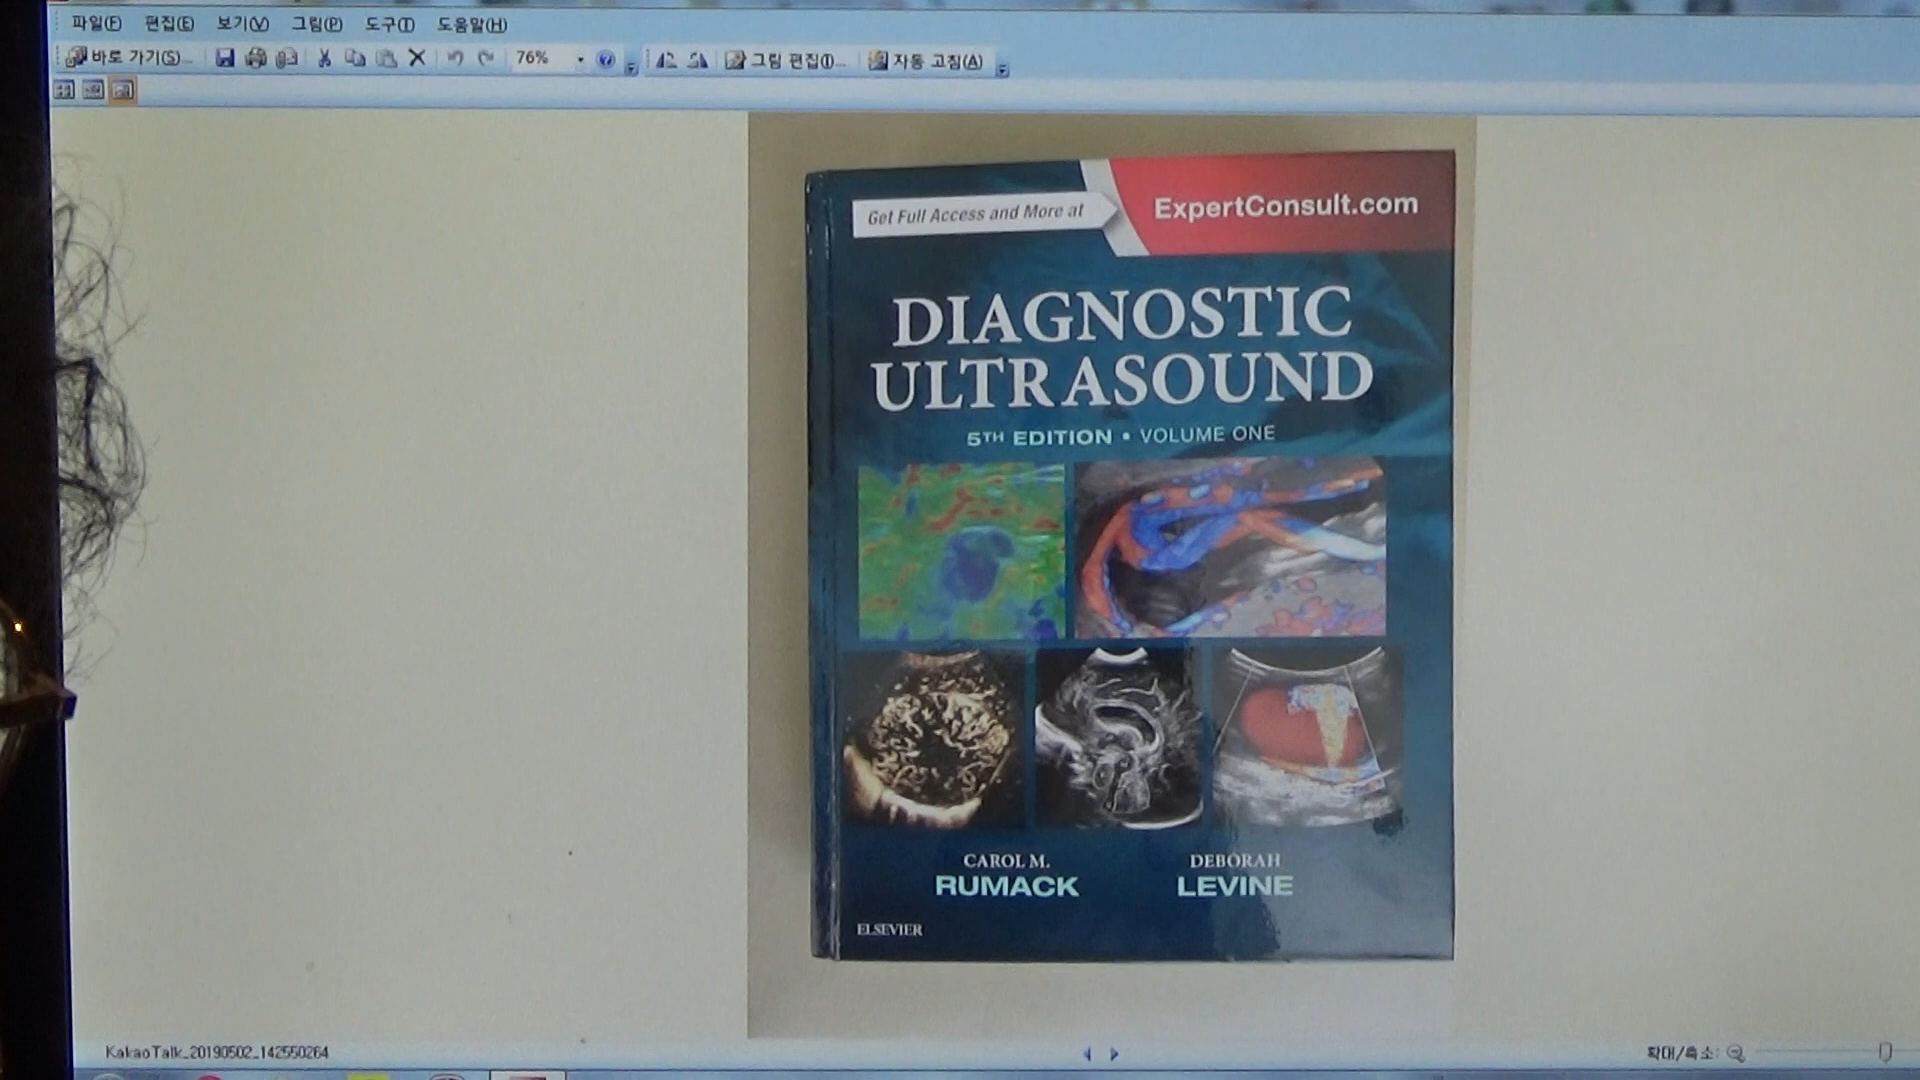 파일(F) 편집(E) 보기(V) 그림(P) 도구(T) 도움말(H)
바로 가기(S)... 76% 그림 편집(I)... 자동 고침(A)
Get Full Access and More at
ExpertConsult.com
DIAGNOSTIC
ULTRASOUND
5TH EDITION • VOLUME ONE
CAROL M.
RUMACK
DEBORAH
LEVINE
ELSEVIER
KakaoTalk_20190502_142550264
확대/축소: